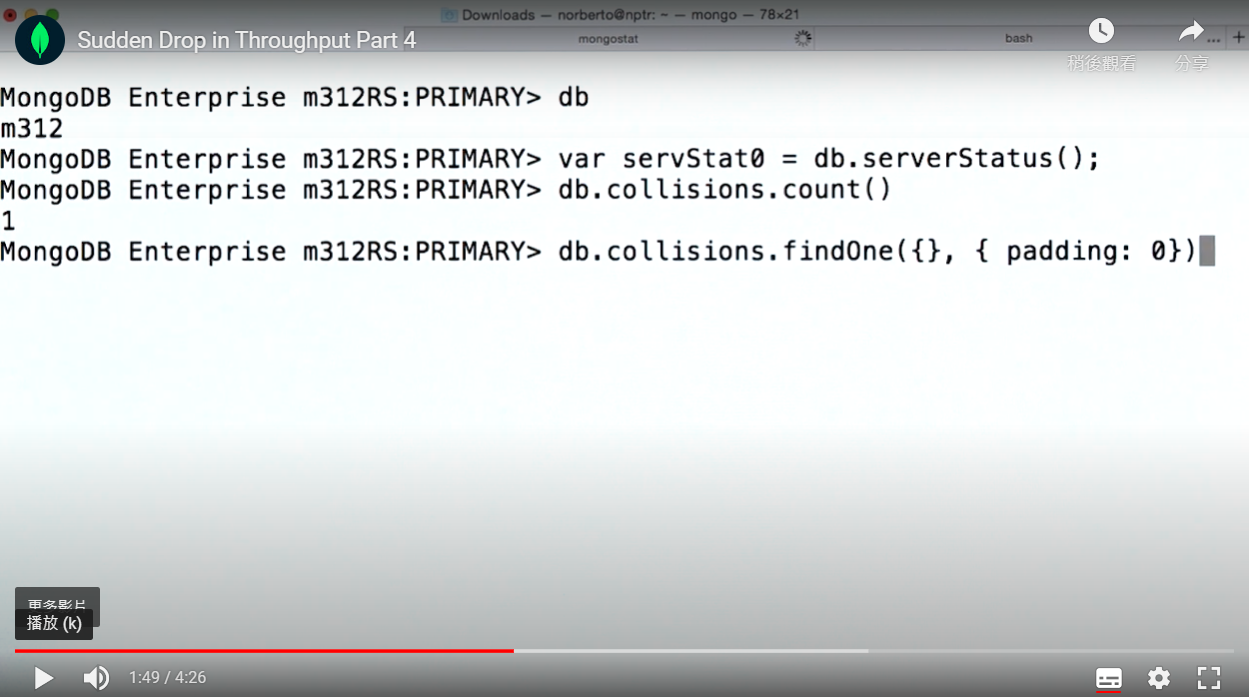 Downloads — norberto@nptr: ~ — mongo — 78×21
Sudden Drop in Throughput Part 4
mongostat
bash
...
+
稍後觀看
分享
MongoDB Enterprise m312RS:PRIMARY> db
m312
MongoDB Enterprise m312RS:PRIMARY> var servStat0 = db.serverStatus();
MongoDB Enterprise m312RS:PRIMARY> db.collisions.count()
1
MongoDB Enterprise m312RS:PRIMARY> db.collisions.findOne({}, { padding: 0})
更多影片
播放 (k)
1:49 / 4:26